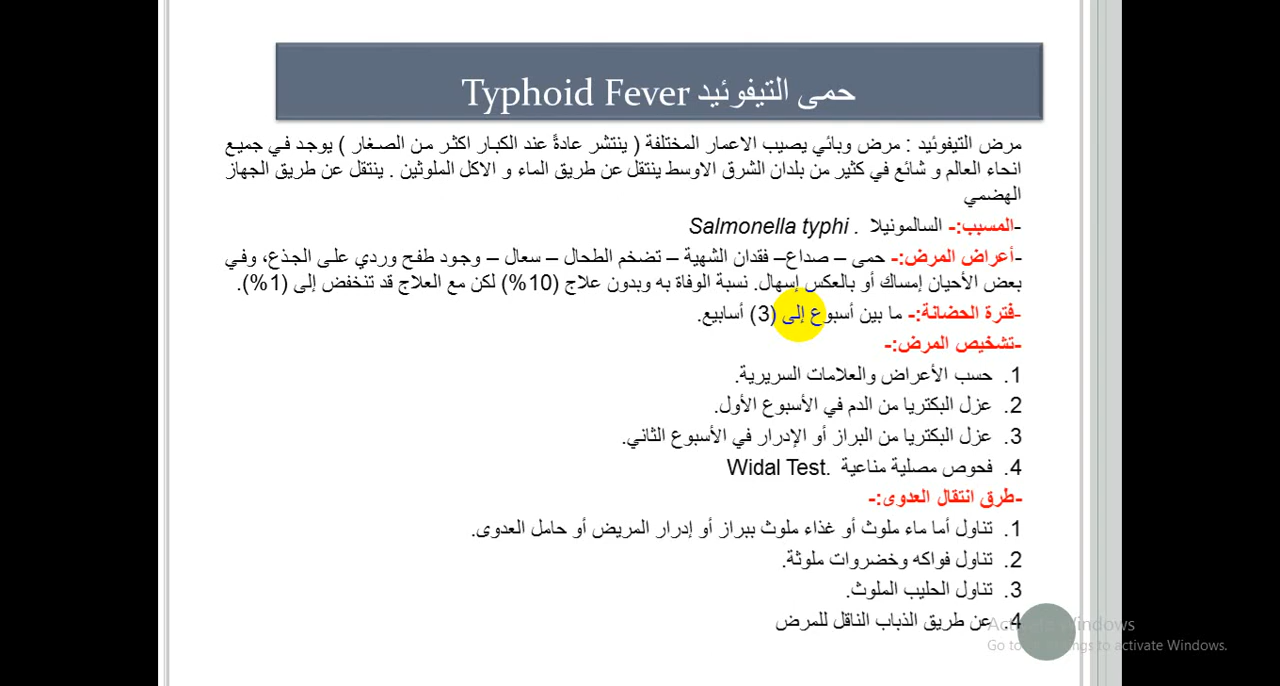 حمى التيفوئيد Typhoid Fever
مرض التيفوئيد : مرض وبائي يصيب الاعمار المختلفة ( ينتشر عادةً عند الكبار اكثر من الصغار ) يوجد في جميع
انحاء العالم و شائع في كثير من بلدان الشرق الاوسط ينتقل عن طريق الماء و الاكل الملوثين . ينتقل عن طريق الجهاز
الهضمي
-المسبب:- السالمونيلا . Salmonella typhi
-أعراض المرض:- حمى – صداع– فقدان الشهية – تضخم الطحال – سعال – وجود طفح وردي على الجذع، وفي
بعض الأحيان إمساك أو بالعكس إسهال. نسبة الوفاة به وبدون علاج (10%) لكن مع العلاج قد تنخفض إلى (1%).
-فترة الحضانة:- ما بين أسبوع إلى (3) أسابيع.
-تشخيص المرض:-
1. حسب الأعراض والعلامات السريرية.
2. عزل البكتريا من الدم في الأسبوع الأول.
3. عزل البكتريا من البراز أو الإدرار في الأسبوع الثاني.
4. فحوص مصلية مناعية .Widal Test
-طرق انتقال العدوى:-
1. تناول أما ماء ملوث أو غذاء ملوث ببراز أو إدرار المريض أو حامل العدوى.
2. تناول فواكه وخضروات ملوثة.
3. تناول الحليب الملوث.
4. عن طريق الذباب الناقل للمرض
Windows
Go to to activate Windows.